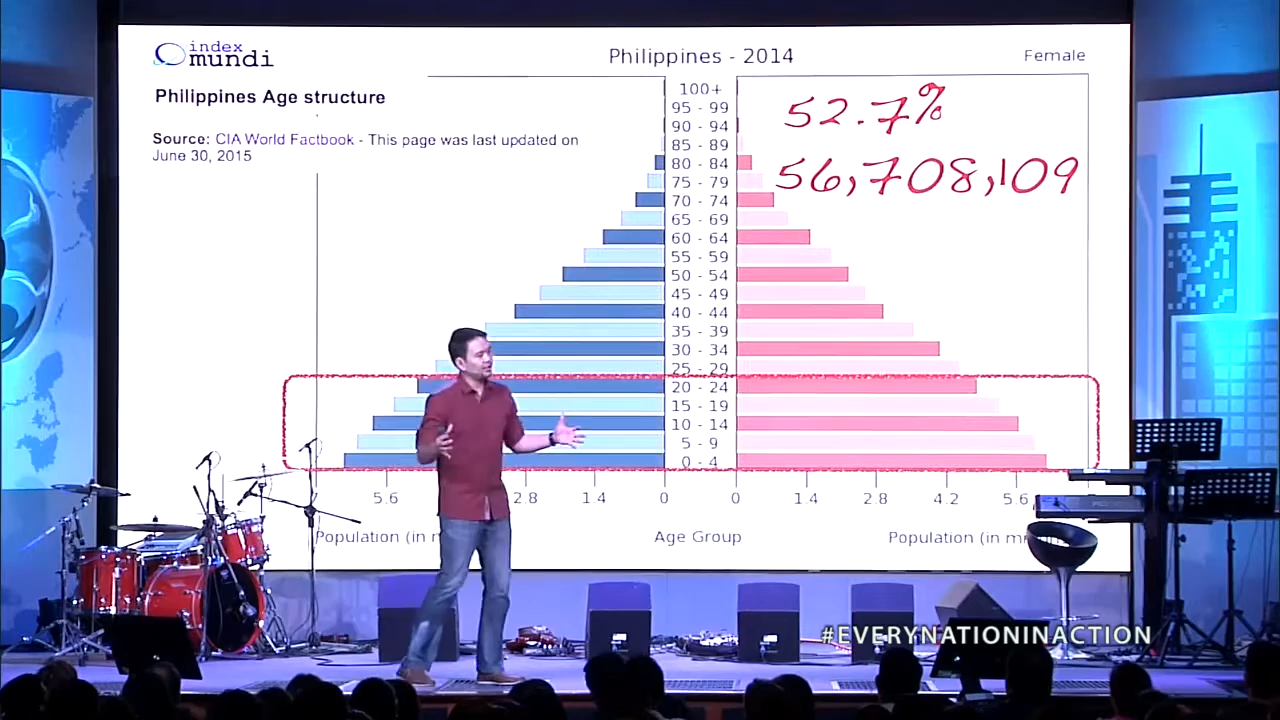 index
mundi
Philippines - 2014
Female
Philippines Age structure
Source: CIA World Factbook - This page was last updated on
June 30, 2015
52.7%
56,708,109
100+
95 - 99
90 - 94
85 - 89
80 - 84
75 - 79
70 - 74
65 - 69
60 - 64
55 - 59
50 - 54
45 - 49
40 - 44
35 - 39
30 - 34
25 - 29
20 - 24
15 - 19
10 - 14
5 - 9
0 - 4
5.6 2.8 1.4 0 0 1.4 2.8 4.2 5.6
Population (in Age Group Population (in
#EVERYNATIONINACTION